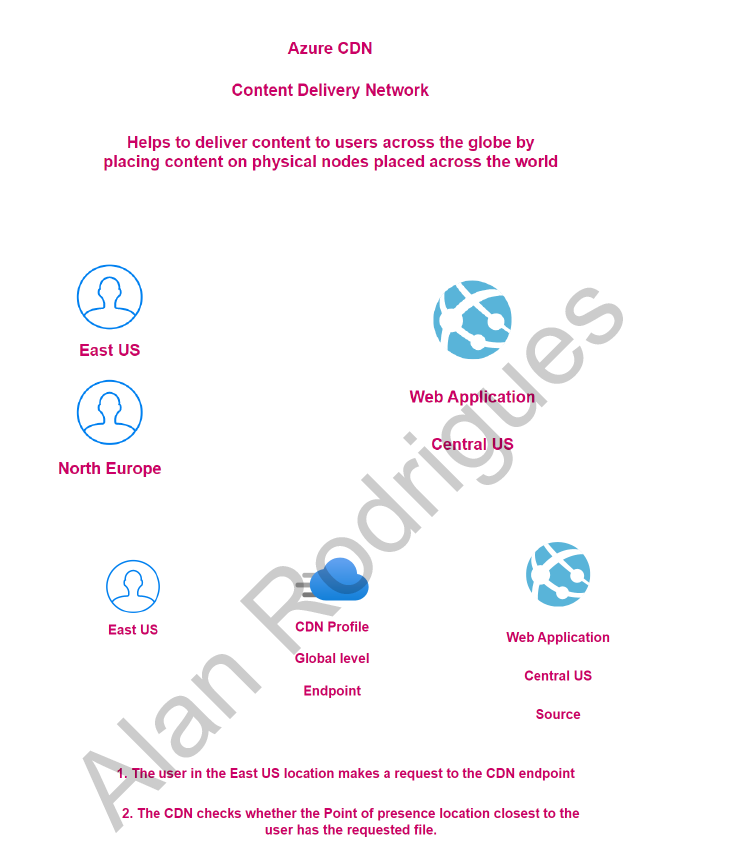 Azure CDN
Content Delivery Network
Helps to deliver content to users across the globe by
placing content on physical nodes placed across the world
East US
Web Application
Central US
North Europe
East US
CDN Profile
Global level
Endpoint
Web Application
Central US
Source
Alan Rodrigues
1. The user in the East US location makes a request to the CDN endpoint
2. The CDN checks whether the Point of presence location closest to the
user has the requested file.